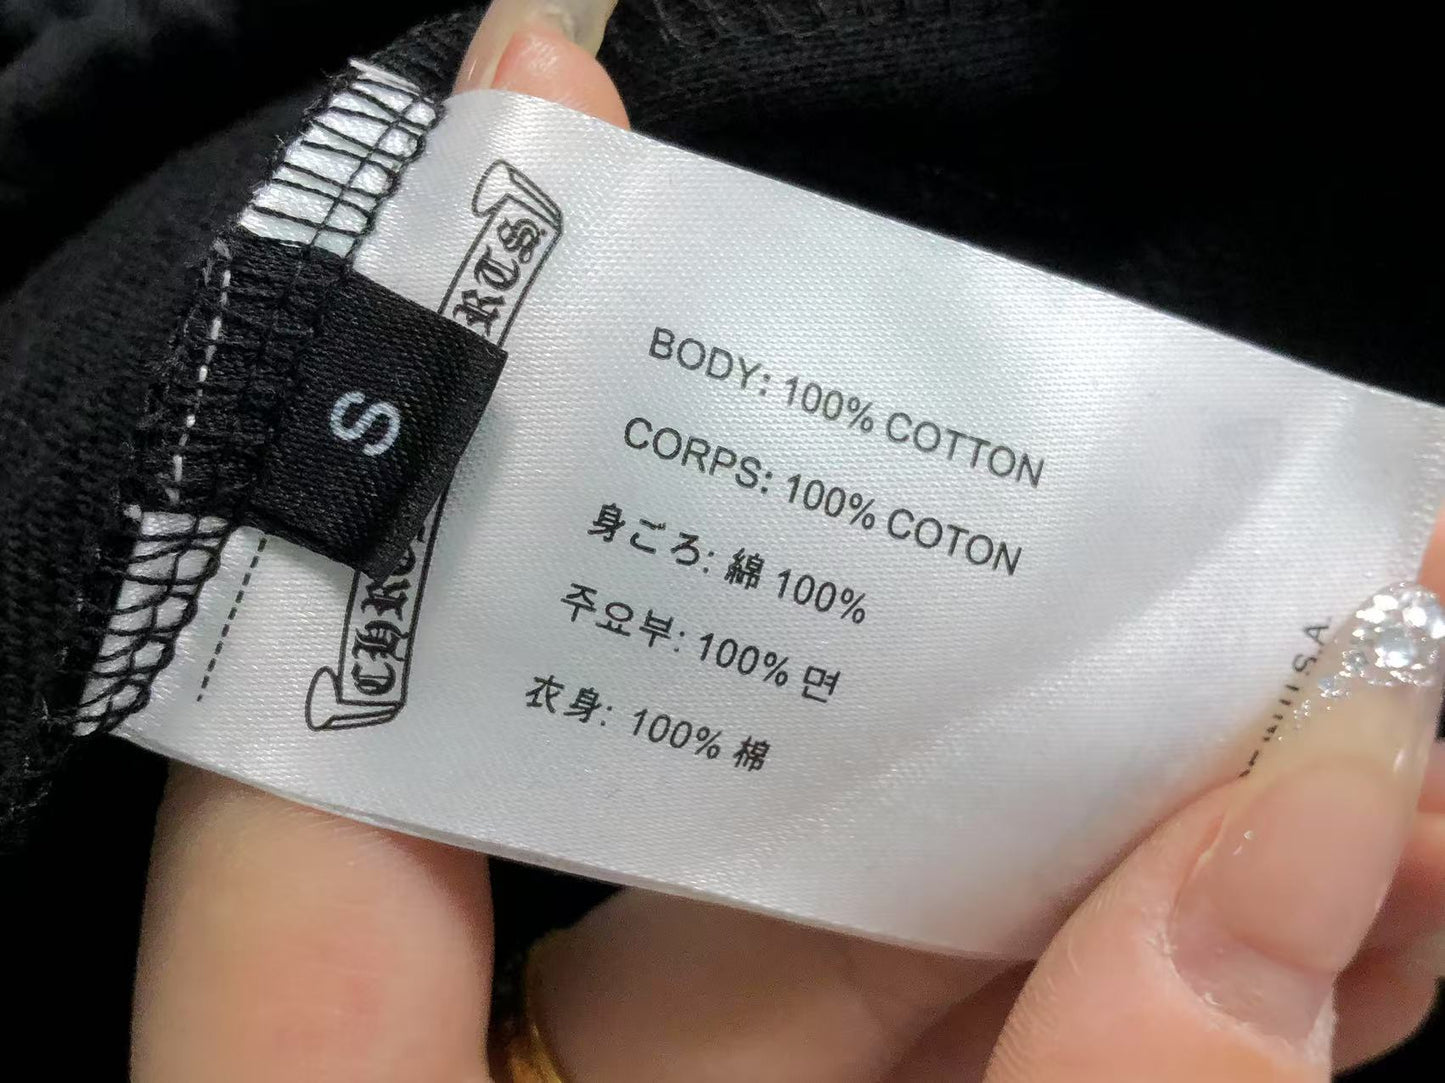 S
BODY: 100% COTTON
CORPS: 100% COTON
身ごろ: 綿 100%
주요부: 100% 면
衣身: 100% 棉